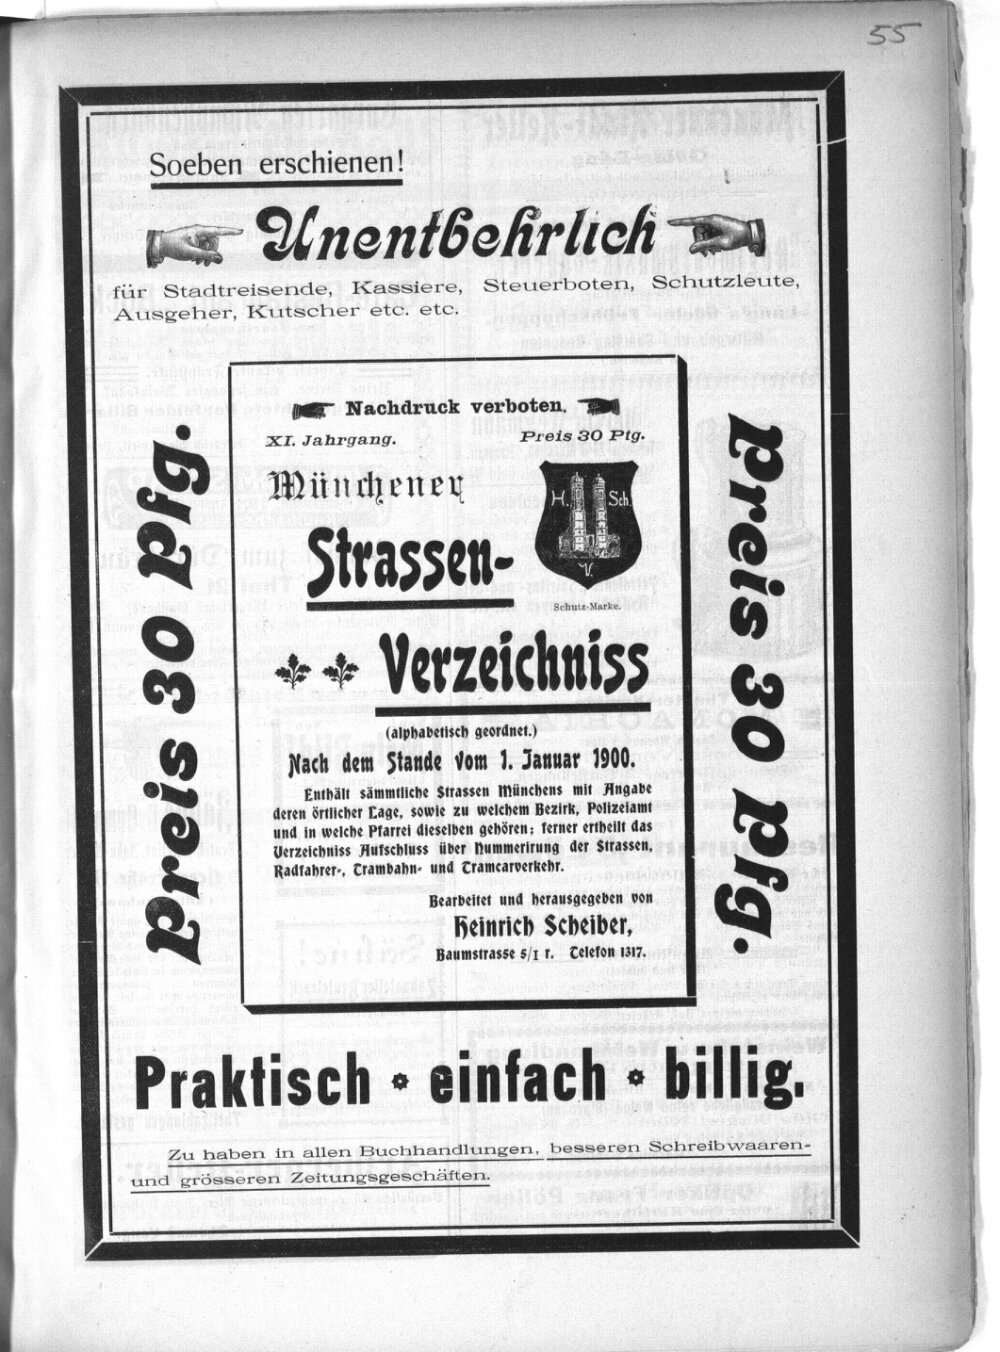 55
Soeben erschienen!
Unentbehrlich
für Stadtreisende, Kassiere, Steuerboten, Schutzleute,
Ausgeher, Kutscher etc. etc.
Preis 30 Pfg.
Nachdruck verboten.
XI. Jahrgang. Preis 30 Pfg.
Münchener
H. Sch.
V.
Schutz-Marke.
Strassen-
Verzeichniss
(alphabetisch geordnet.)
Nach dem Stande vom 1. Januar 1900.
Enthält sämmtliche Strassen Münchens mit Angabe
deren örtlicher Lage, sowie zu welchem Bezirk, Polizeiamt
und in welche Pfarrei dieselben gehören; ferner ertheilt das
Verzeichniss Aufschluss über Nummerirung der Strassen,
Radfahrer-, Trambahn- und Tramcarverkehr.
Bearbeitet und herausgegeben von
Heinrich Scheiber,
Baumstrasse 5/I r. Telefon 1317.
Preis 30 Pfg.
Praktisch einfach billig.
Zu haben in allen Buchhandlungen, besseren Schreibwaaren-
und grösseren Zeitungsgeschäften.